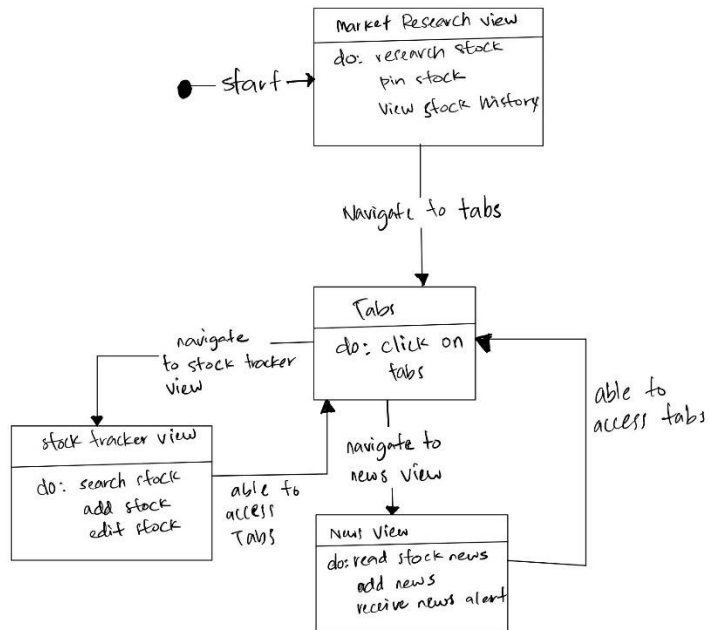 Market Research view
do: research stock
pin stock
View stock history
start
Navigate to tabs
Tabs
do: click on
tabs
navigate
to stock tracker
view
able to
access tabs
stock tracker view
do: search stock
add stock
edit stock
able to
access
Tabs
navigate to
news view
News View
do: read stock news
add news
receive news alert